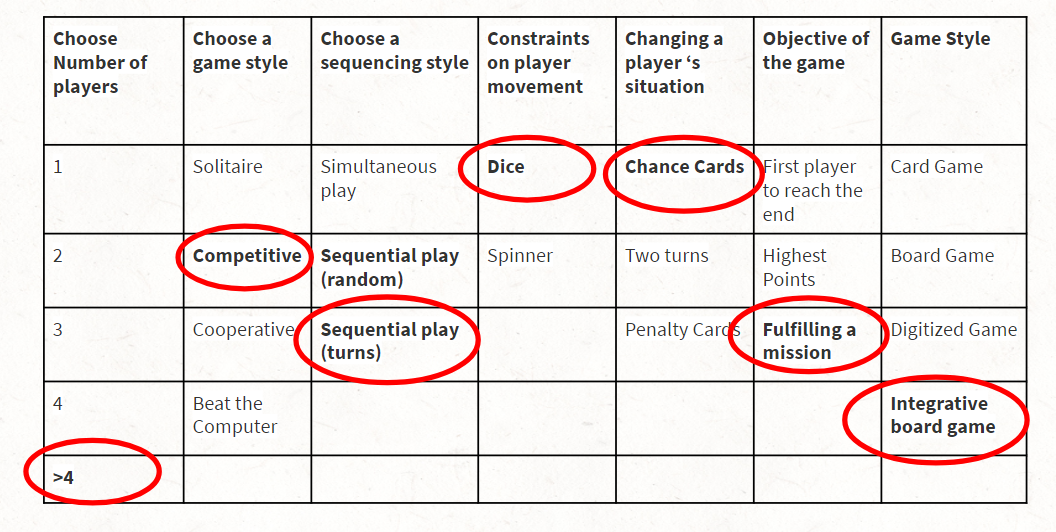 Choose Number of players
Choose a game style
Choose a sequencing style
Constraints on player movement
Changing a player ‘s situation
Objective of the game
Game Style
1
Solitaire
Simultaneous play
Dice
Chance Cards
First player to reach the end
Card Game
2
Competitive
Sequential play (random)
Spinner
Two turns
Highest Points
Board Game
3
Cooperative
Sequential play (turns)
Penalty Cards
Fulfilling a mission
Digitized Game
4
Beat the Computer
Integrative board game
>4